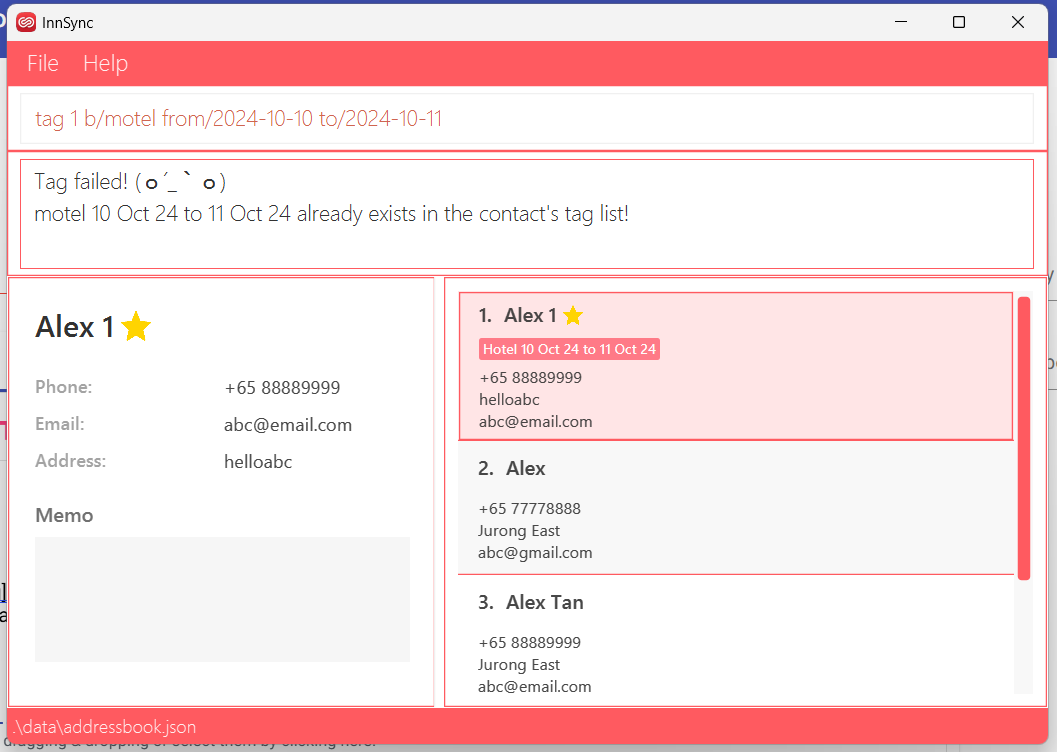 InnSync
File Help
tag 1 b/motel from/2024-10-10 to/2024-10-11
Tag failed! (ｏ´_｀ｏ)
motel 10 Oct 24 to 11 Oct 24 already exists in the contact's tag list!
Alex 1
Phone: +65 88889999
Email: abc@email.com
Address: helloabc
Memo
1. Alex 1
Hotel 10 Oct 24 to 11 Oct 24
+65 88889999
helloabc
abc@email.com
2. Alex
+65 77778888
Jurong East
abc@gmail.com
3. Alex Tan
+65 88889999
Jurong East
abc@email.com
.\data\addressbook.json